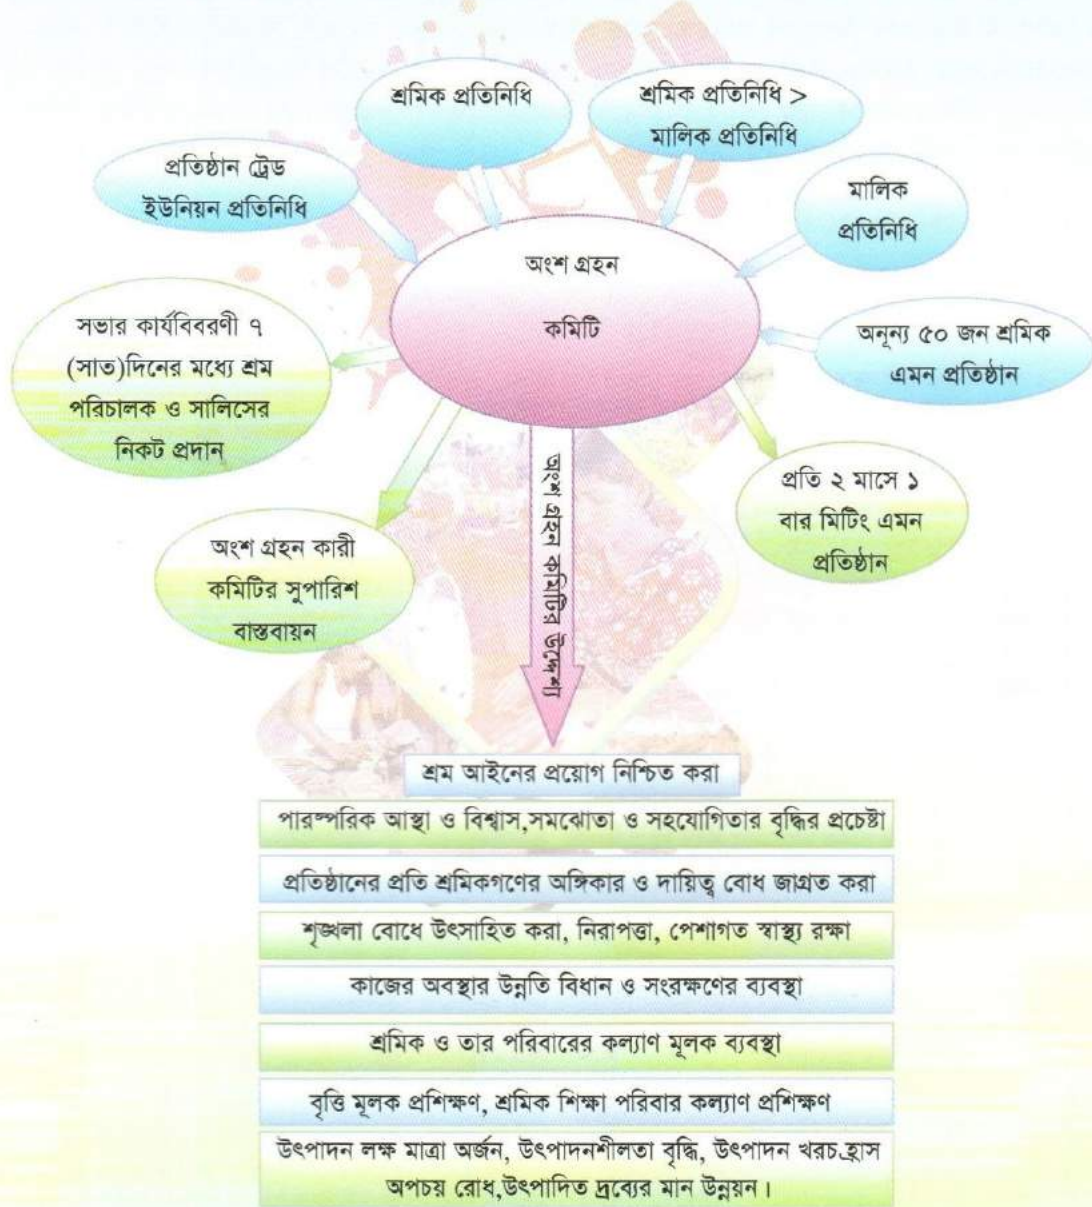 শ্রমিক প্রতিনিধি
শ্রমিক প্রতিনিধি >
মালিক প্রতিনিধি
প্রতিষ্ঠান ট্রেড
ইউনিয়ন প্রতিনিধি
মালিক
প্রতিনিধি
অংশ গ্রহন
কমিটি
সভার কার্যবিবরণী ৭
(সাত)দিনের মধ্যে শ্রম
পরিচালক ও সালিসের
নিকট প্রদান
অনূন্য ৫০ জন শ্রমিক
এমন প্রতিষ্ঠান
প্রতি ২ মাসে ১
বার মিটিং এমন
প্রতিষ্ঠান
অংশ গ্রহন কারী
কমিটির সুপারিশ
বাস্তবায়ন
অংশ গ্রহন কমিটির উদ্দেশ্য
শ্রম আইনের প্রয়োগ নিশ্চিত করা
পারস্পরিক আস্থা ও বিশ্বাস,সমঝোতা ও সহযোগিতার বৃদ্ধির প্রচেষ্টা
প্রতিষ্ঠানের প্রতি শ্রমিকগণের অঙ্গিকার ও দায়িত্ব বোধ জাগ্রত করা
শৃঙ্খলা বোধে উৎসাহিত করা, নিরাপত্তা, পেশাগত স্বাস্থ্য রক্ষা
কাজের অবস্থার উন্নতি বিধান ও সংরক্ষণের ব্যবস্থা
শ্রমিক ও তার পরিবারের কল্যাণ মূলক ব্যবস্থা
বৃত্তি মূলক প্রশিক্ষণ, শ্রমিক শিক্ষা পরিবার কল্যাণ প্রশিক্ষণ
উৎপাদন লক্ষ মাত্রা অর্জন, উৎপাদনশীলতা বৃদ্ধি, উৎপাদন খরচ হ্রাস
অপচয় রোধ,উৎপাদিত দ্রব্যের মান উন্নয়ন।